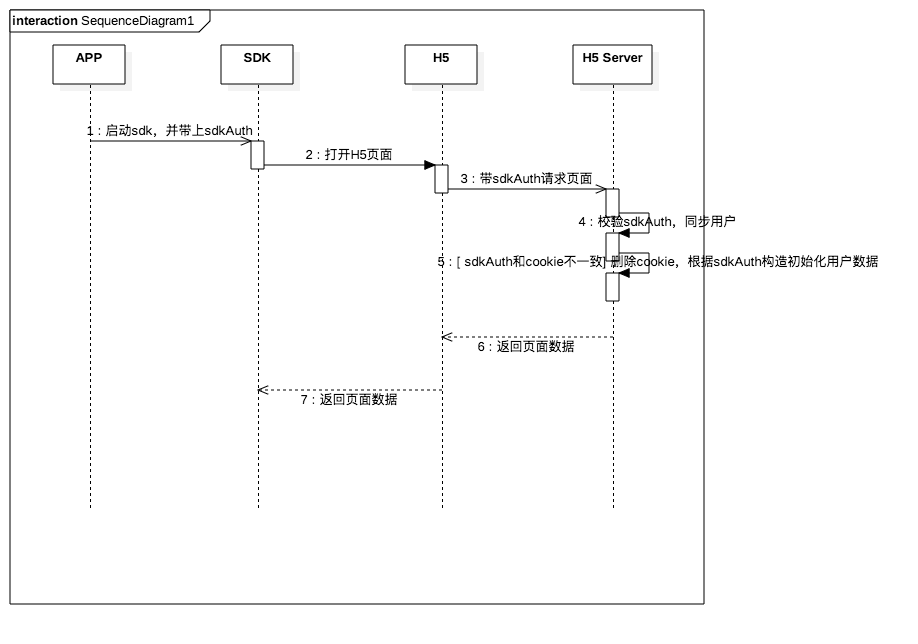 interaction SequenceDiagram1
APP
SDK
H5
H5 Server
1 : 启动sdk，并带上sdkAuth
2 : 打开H5页面
3 : 带sdkAuth请求页面
4 : 校验sdkAuth，同步用户
5 : [ sdkAuth和cookie不一致] 删除cookie，根据sdkAuth构造初始化用户数据
6 : 返回页面数据
7 : 返回页面数据